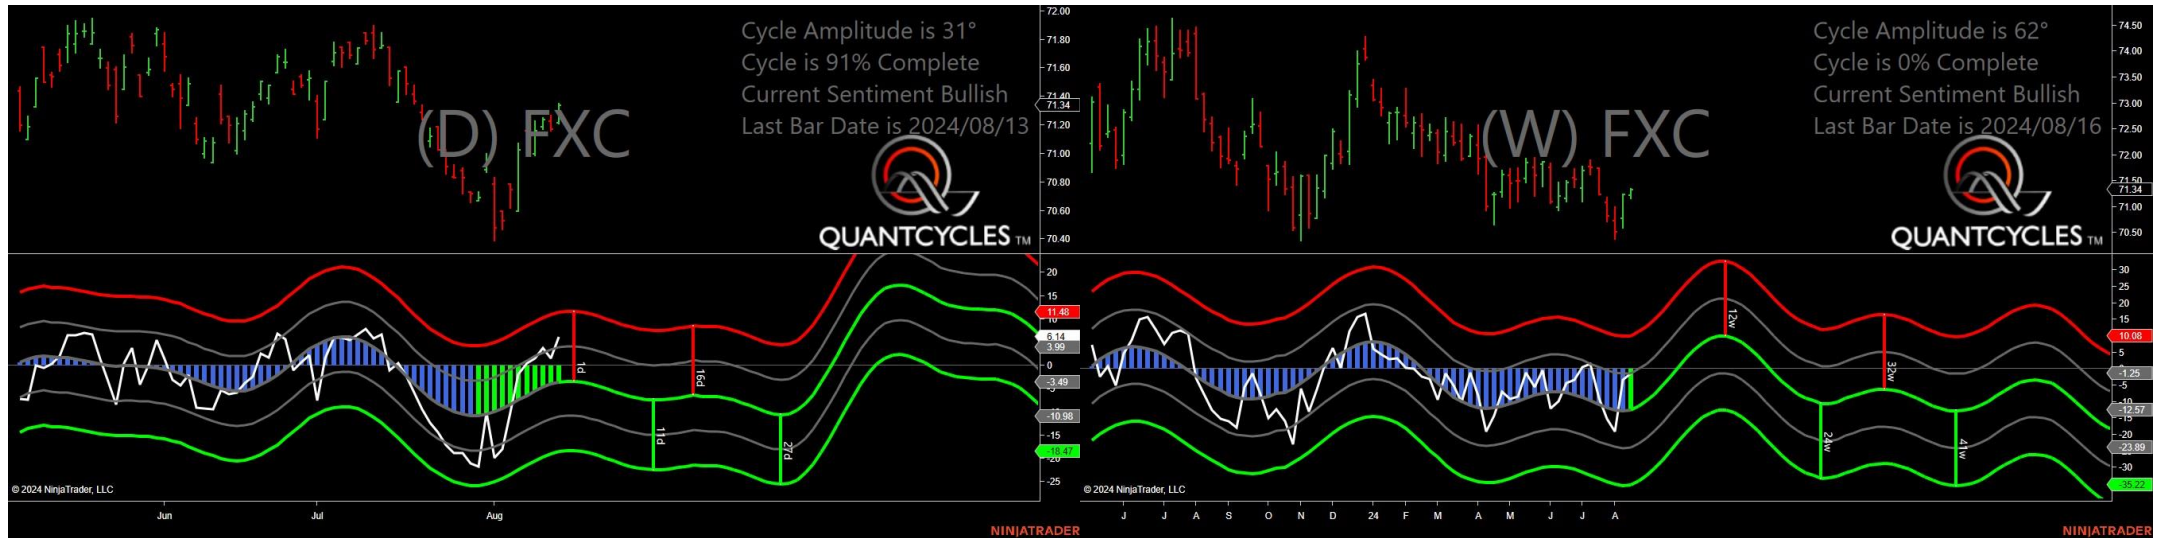 Cycle Amplitude is 31°
Cycle is 91% Complete
Current Sentiment Bullish
Last Bar Date is 2024/08/13
(D) FXC
QUANTCYCLES TM
72.00
71.80
71.60
71.40
71.34
71.20
71.00
70.80
70.60
70.40
20
15
11.48
10
6.14
3.99
0
-3.49
-10.98
-15
-18.47
-20
-25
1d
16d
11d
27d
© 2024 NinjaTrader, LLC
Jun
Jul
Aug
NINJATRADER
Cycle Amplitude is 62°
Cycle is 0% Complete
Current Sentiment Bullish
Last Bar Date is 2024/08/16
(W) FXC
QUANTCYCLES TM
74.50
74.00
73.50
73.00
72.50
72.00
71.50
71.34
71.00
70.50
30
25
20
15
10.08
5
-1.25
-5
-10
-12.57
-15
-20
-23.89
-30
-35.22
12w
32w
24w
41w
© 2024 NinjaTrader, LLC
J J A S O N D 24 F M A M J J A
NINJATRADER